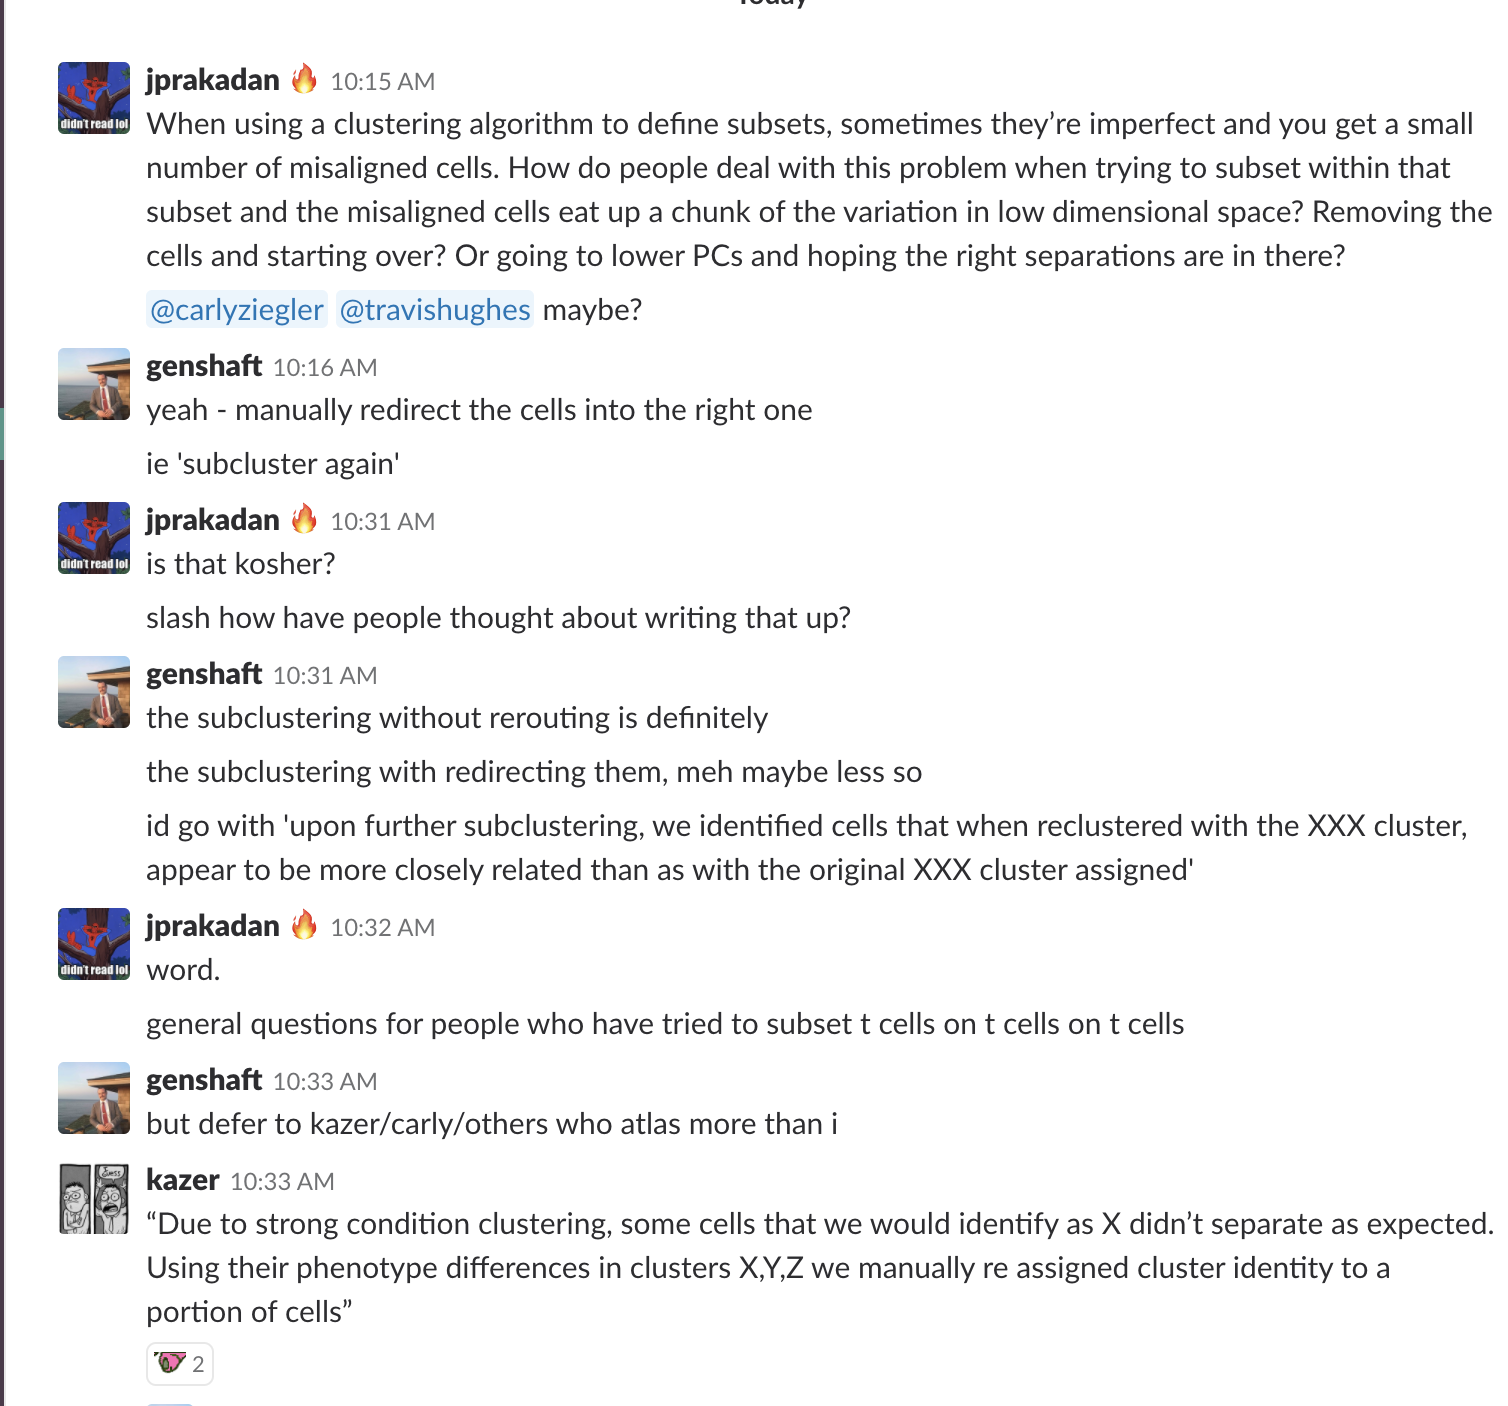 Today
jprakadan 10:15 AM
didn't read lol
When using a clustering algorithm to define subsets, sometimes they’re imperfect and you get a small
number of misaligned cells. How do people deal with this problem when trying to subset within that
subset and the misaligned cells eat up a chunk of the variation in low dimensional space? Removing the
cells and starting over? Or going to lower PCs and hoping the right separations are in there?
@carlyziegler @travishughes maybe?
genshaft 10:16 AM
yeah - manually redirect the cells into the right one
ie 'subcluster again'
jprakadan 10:31 AM
didn't read lol
is that kosher?
slash how have people thought about writing that up?
genshaft 10:31 AM
the subclustering without rerouting is definitely
the subclustering with redirecting them, meh maybe less so
id go with 'upon further subclustering, we identified cells that when reclustered with the XXX cluster,
appear to be more closely related than as with the original XXX cluster assigned'
jprakadan 10:32 AM
didn't read lol
word.
general questions for people who have tried to subset t cells on t cells on t cells
genshaft 10:33 AM
but defer to kazer/carly/others who atlas more than i
kazer 10:33 AM
“Due to strong condition clustering, some cells that we would identify as X didn’t separate as expected.
Using their phenotype differences in clusters X,Y,Z we manually re assigned cluster identity to a
portion of cells”
2